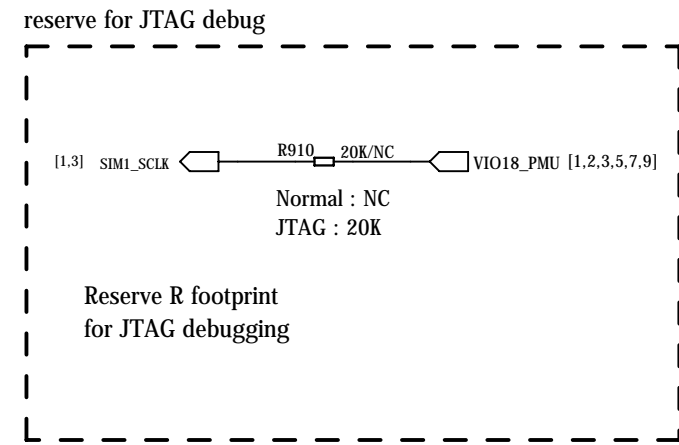 reserve for JTAG debug
[1,3] SIM1_SCLK R910 20K/NC VIO18_PMU [1,2,3,5,7,9]
Normal : NC
JTAG : 20K
Reserve R footprint
for JTAG debugging